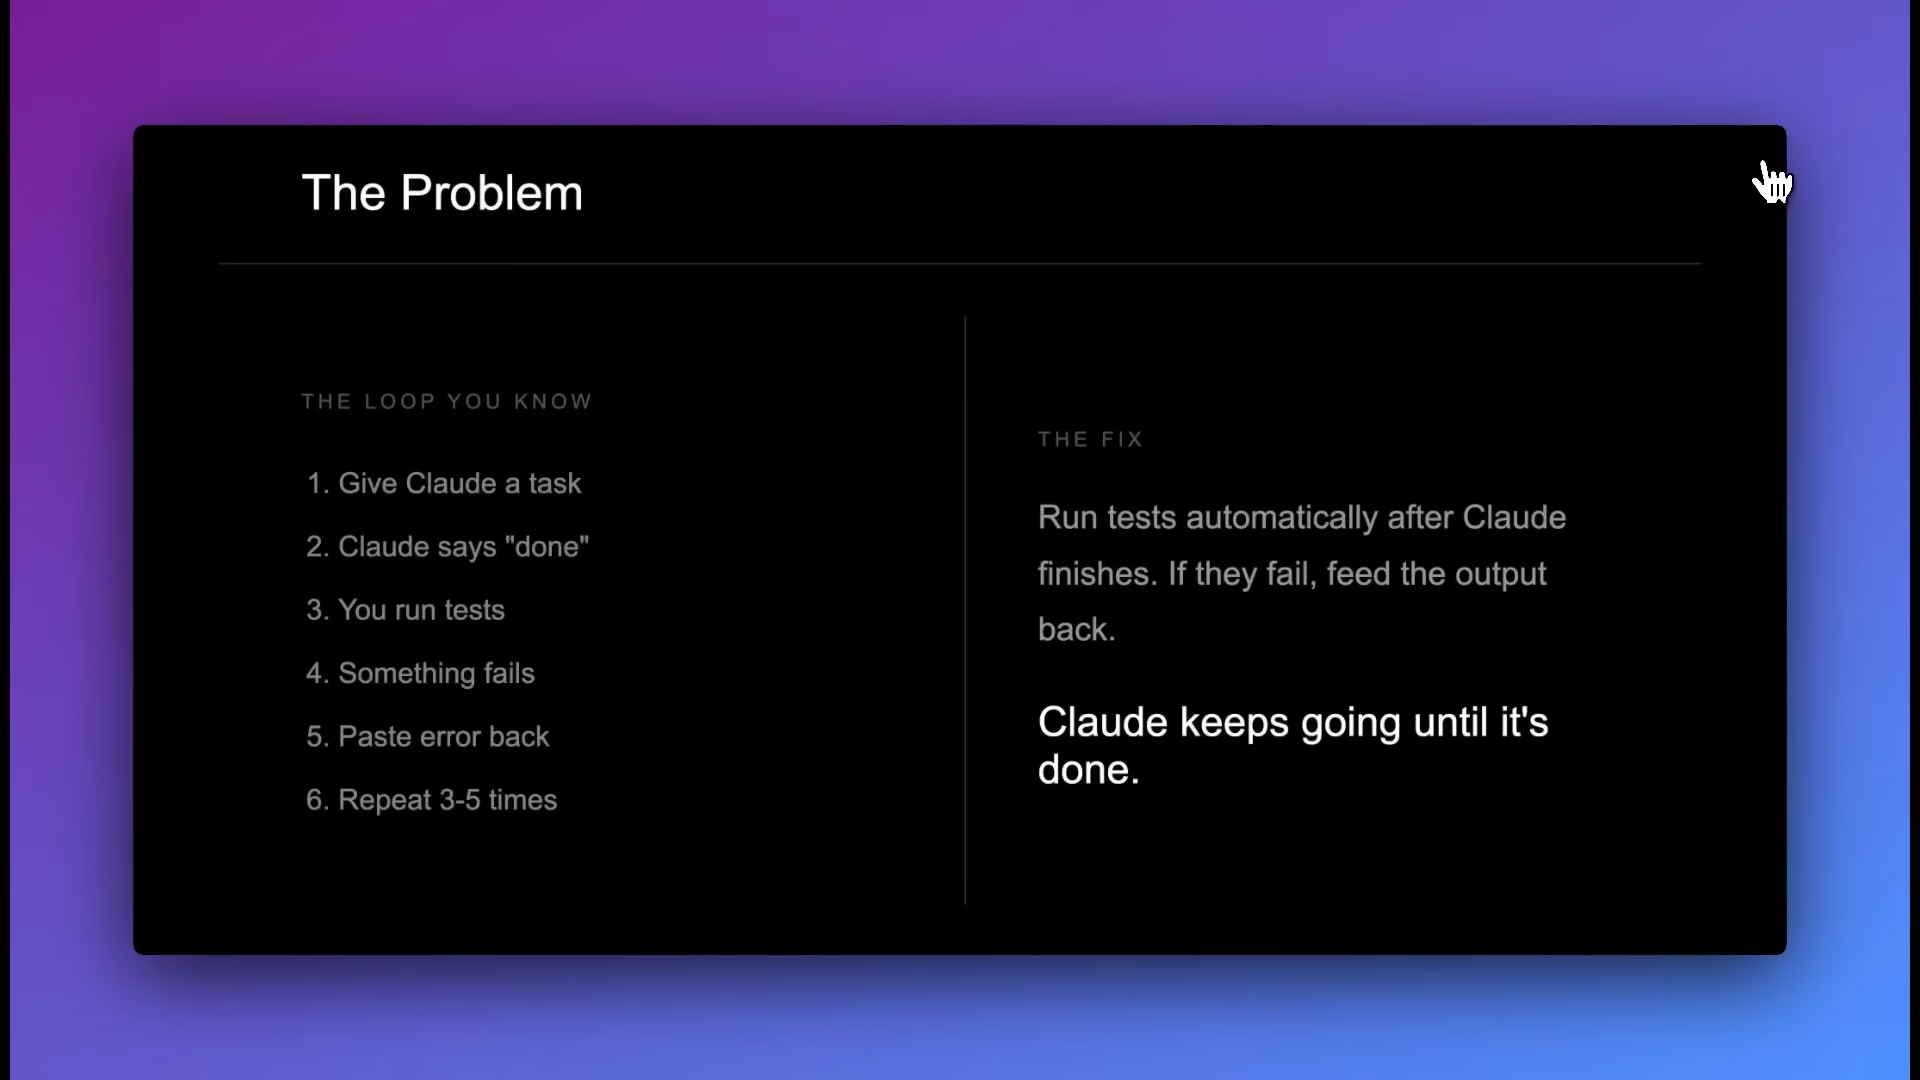 The Problem
THE LOOP YOU KNOW
1. Give Claude a task
2. Claude says "done"
3. You run tests
4. Something fails
5. Paste error back
6. Repeat 3-5 times
THE FIX
Run tests automatically after Claude
finishes. If they fail, feed the output
back.
Claude keeps going until it's
done.